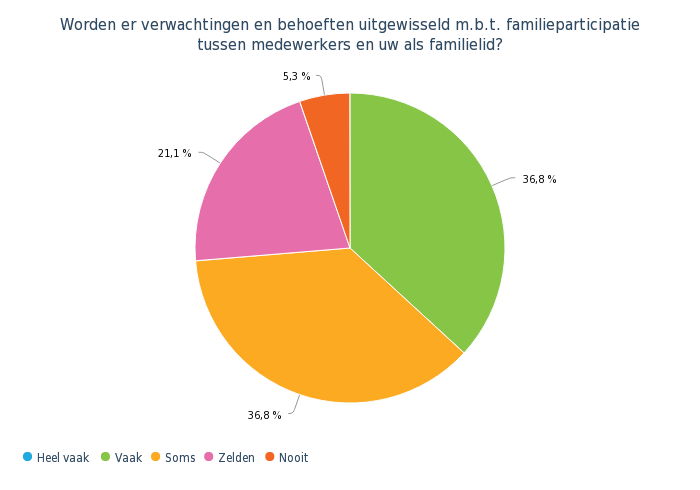 Worden er verwachtingen en behoeften uitgewisseld m.b.t. familieparticipatie
tussen medewerkers en uw als familielid?
5,3 %
21,1 %
36,8 %
36,8 %
Heel vaak Vaak Soms Zelden Nooit